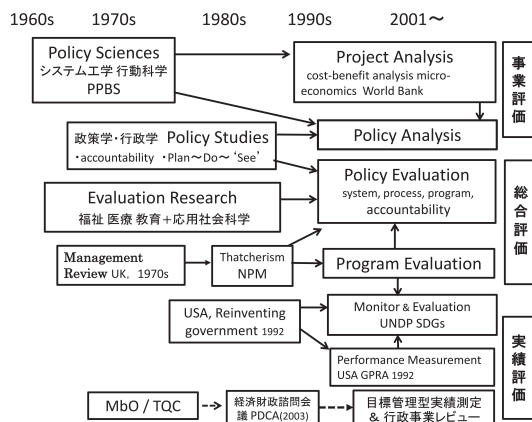 1960s 1970s 1980s 1990s 2001～
Policy Sciences
システム工学 行動科学
PPBS
Project Analysis
cost-benefit analysis micro-
economics World Bank
事業評価
政策学・行政学 Policy Studies
・accountability ・Plan～Do～ 'See'
Policy Analysis
Evaluation Research
福祉 医療 教育＋応用社会科学
Policy Evaluation
system, process, program,
accountability
総合評価
Management
Review UK, 1970s
Thatcherism
NPM
Program Evaluation
USA, Reinventing
government 1992
Monitor & Evaluation
UNDP SDGs
Performance Measurement
USA GPRA 1992
実績評価
MbO / TQC
経済財政諮問会
議 PDCA(2003)
目標管理型実績測定
& 行政事業レビュー